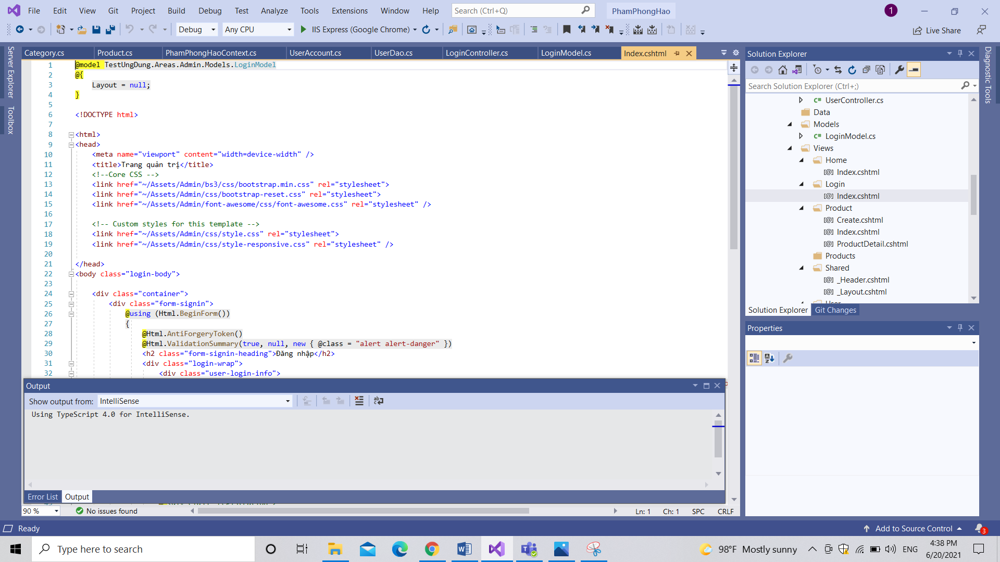 File Edit View Git Project Build Debug Test Analyze Tools Extensions Window Help Search (Ctrl+Q) PhamPhongHao 1
Debug Any CPU IIS Express (Google Chrome) Live Share
Server Explorer
Toolbox
Category.cs Product.cs PhamPhongHaoContext.cs UserAccount.cs UserDao.cs LoginController.cs LoginModel.cs Index.cshtml
1 @model TestUngDung.Areas.Admin.Models.LoginModel
2 @{
3 Layout = null;
4 }
5
6 <!DOCTYPE html>
7
8 <html>
9 <head>
10 <meta name="viewport" content="width=device-width" />
11 <title>Trang quản trị</title>
12 <!--Core CSS -->
13 <link href="~/Assets/Admin/bs3/css/bootstrap.min.css" rel="stylesheet">
14 <link href="~/Assets/Admin/css/bootstrap-reset.css" rel="stylesheet">
15 <link href="~/Assets/Admin/font-awesome/css/font-awesome.css" rel="stylesheet" />
16
17 <!-- Custom styles for this template -->
18 <link href="~/Assets/Admin/css/style.css" rel="stylesheet">
19 <link href="~/Assets/Admin/css/style-responsive.css" rel="stylesheet" />
20
21 </head>
22 <body class="login-body">
23
24 <div class="container">
25 <div class="form-signin">
26 @using (Html.BeginForm())
27 {
28 @Html.AntiForgeryToken()
29 @Html.ValidationSummary(true, null, new { @class = "alert alert-danger" })
30 <h2 class="form-signin-heading">Đăng nhập</h2>
31 <div class="login-wrap">
32 <div class="user-login-info">
Output
Show output from: IntelliSense
Using TypeScript 4.0 for IntelliSense.
Error List Output
90 % No issues found Ln: 1 Ch: 1 SPC CRLF
Solution Explorer
Search Solution Explorer (Ctrl+;)
C# UserController.cs
Data
Models
C# LoginModel.cs
Views
Home
[@] Index.cshtml
Login
[@] Index.cshtml
Product
[@] Create.cshtml
[@] Index.cshtml
[@] ProductDetail.cshtml
Products
Shared
[@] _Header.cshtml
[@] _Layout.cshtml
User
Solution Explorer Git Changes
Properties
Diagnostic Tools
Ready Add to Source Control 3
Type here to search 98°F Mostly sunny ENG 4:38 PM
6/20/2021